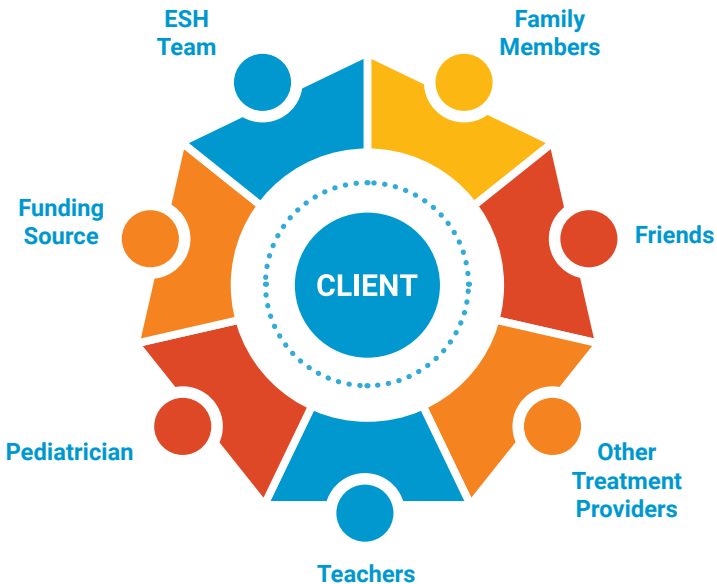 ESH
Team
Family
Members
Funding
Source
Friends
CLIENT
Pediatrician
Other
Treatment
Providers
Teachers